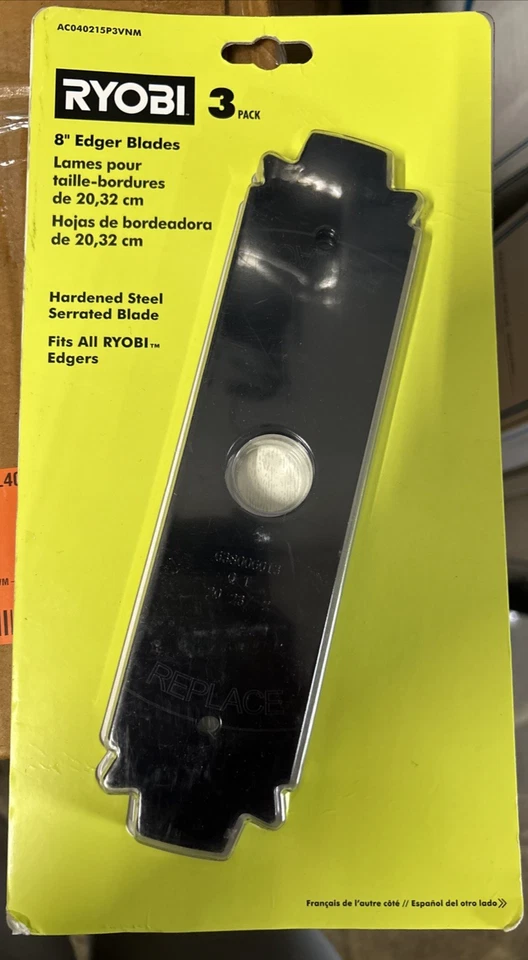 AC040215P3VNM
RYOBI 3 PACK
8" Edger Blades
Lames pour
taille-bordures
de 20,32 cm
Hojas de bordeadora
de 20,32 cm
Hardened Steel
Serrated Blade
Fits All RYOBI™
Edgers
REPLACE
Français de l'autre côté // Español del otro lado